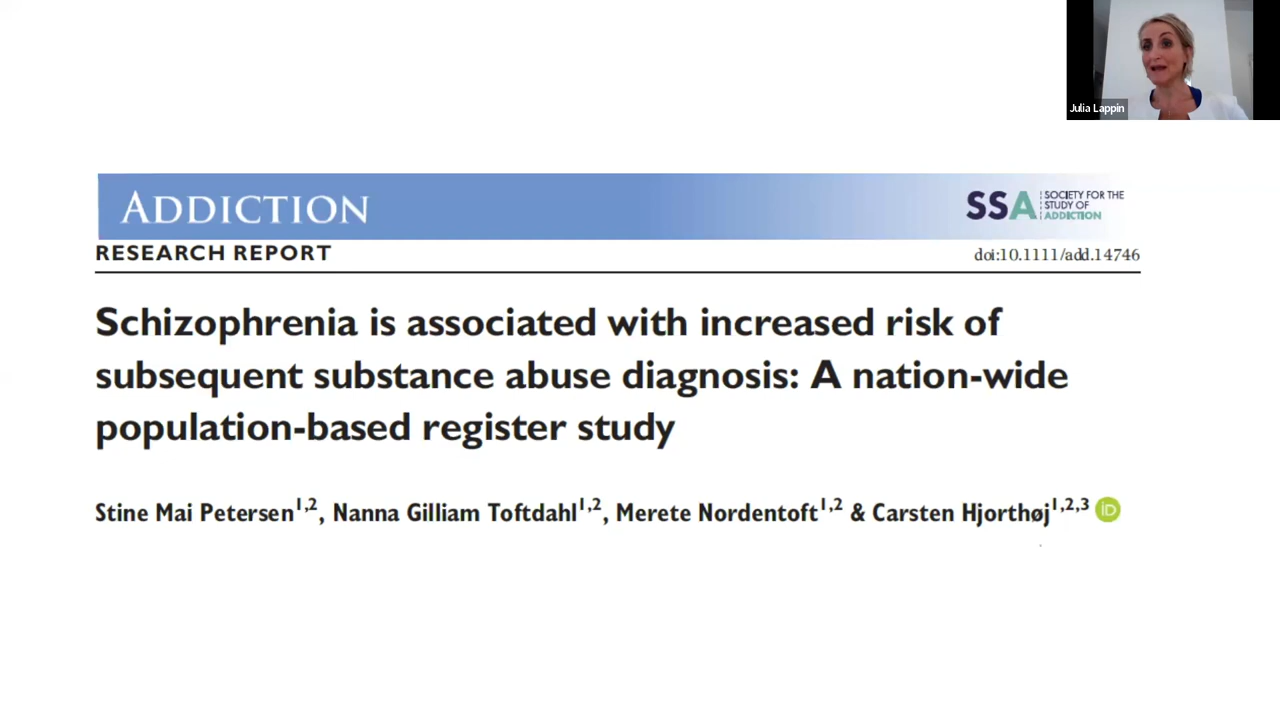 Julia Lappin
ADDICTION
SSA
SOCIETY FOR THE
STUDY OF
ADDICTION
RESEARCH REPORT
doi:10.1111/add.14746
Schizophrenia is associated with increased risk of
subsequent substance abuse diagnosis: A nation-wide
population-based register study
Stine Mai Petersen1,2, Nanna Gilliam Toftdahl1,2, Merete Nordentoft1,2 & Carsten Hjorthøj1,2,3 iD